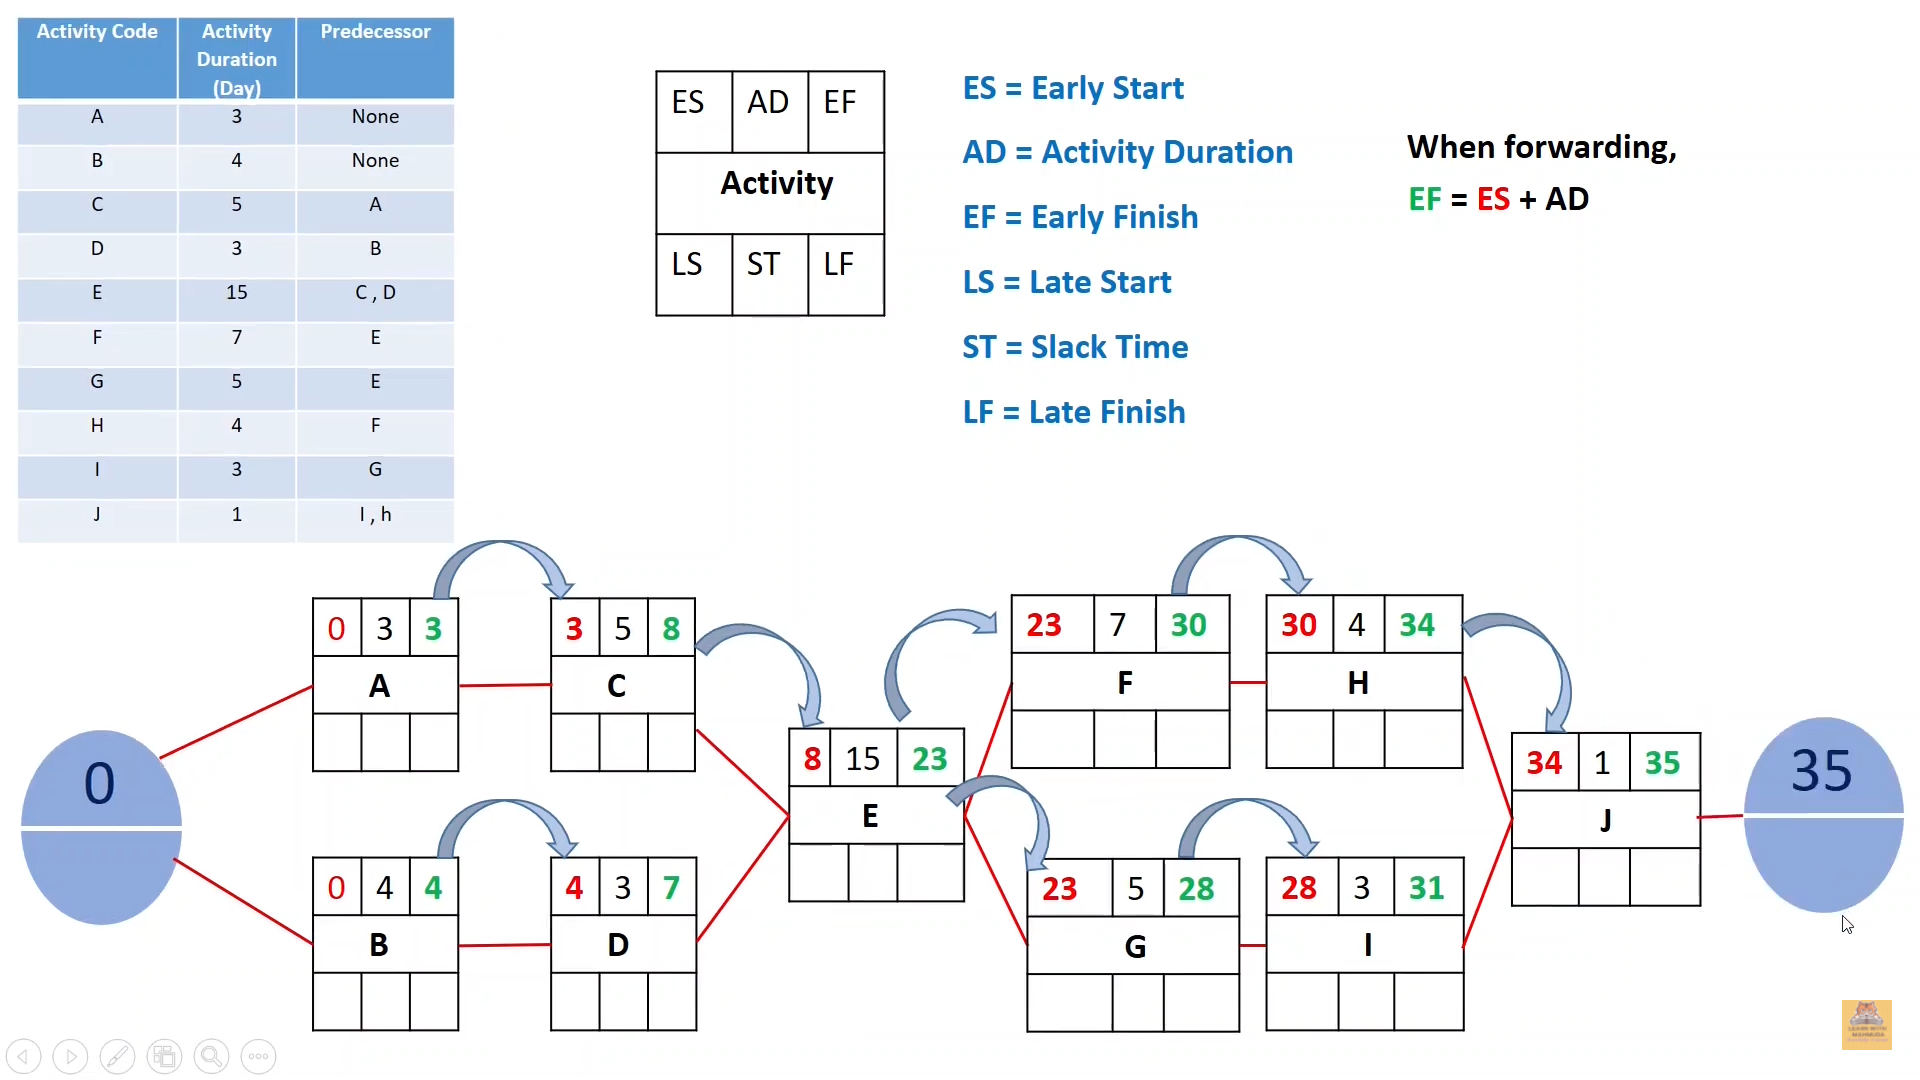 Activity Code Activity Duration (Day) Predecessor
A 3 None
B 4 None
C 5 A
D 3 B
E 15 C , D
F 7 E
G 5 E
H 4 F
I 3 G
J 1 I , h
ES AD EF
Activity
LS ST LF
ES = Early Start
AD = Activity Duration
EF = Early Finish
LS = Late Start
ST = Slack Time
LF = Late Finish
When forwarding,
EF = ES + AD
0
0 3 3
A
3 5 8
C
0 4 4
B
4 3 7
D
8 15 23
E
23 7 30
F
30 4 34
H
23 5 28
G
28 3 31
I
34 1 35
J
35
LEARN WITH
MAHMUDA